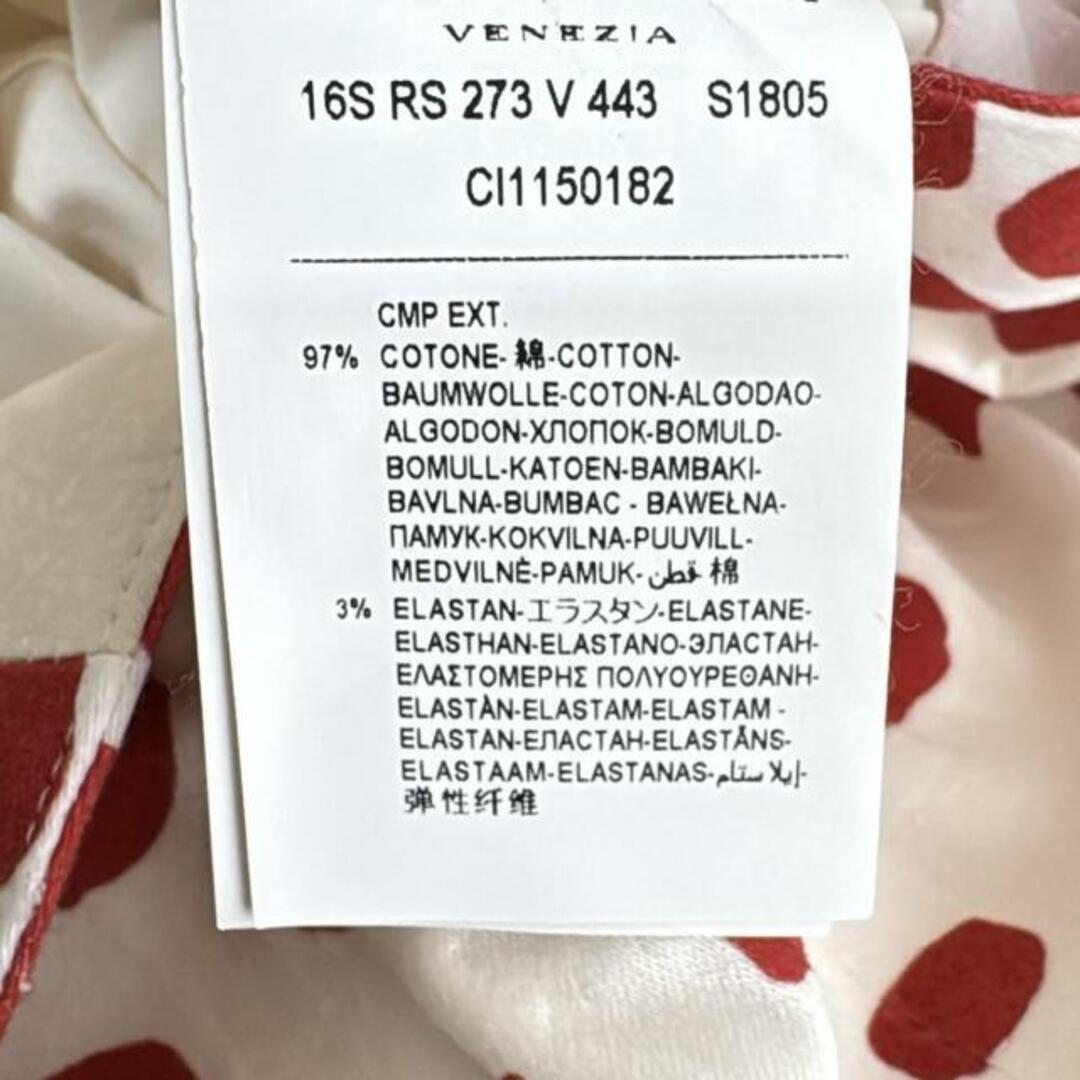 VENEZIA
16S RS 273 V 443 S1805
CI1150182
CMP EXT.
97% COTONE-綿-COTTON-
BAUMWOLLE-COTON-ALGODAO-
ALGODON-ХЛОПОК-BOMULD-
BOMULL-KATOEN-BAMBAKI-
BAVLNA-BUMBAC - BAWEŁNA-
ПАМУК-KOKVILNA-PUUVILL-
MEDVILNĖ-PAMUK-قطن 棉
3% ELASTAN-エラスタン-ELASTANE-
ELASTHAN-ELASTANO-ЭЛАСТАН-
ΕΛΑΣΤΟΜΕΡΗΣ ΠΟΛΥΟΥΡΕΘΑΝΗ-
ELASTÀN-ELASTAM-ELASTAM -
ELASTAN-ЕЛАСТАН-ELASTĀNS-
ELASTAAM-ELASTANAS-إيلاستام-
弹性纤维